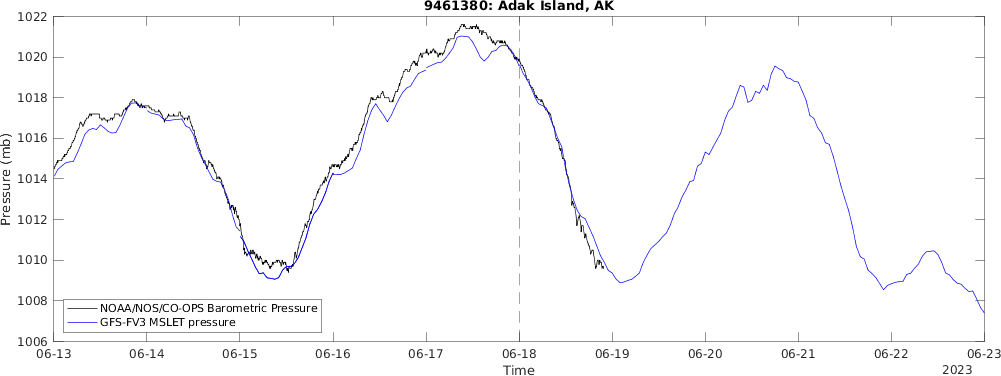 9461380: Adak Island, AK
1022
1020
1018
1016
1014
1012
1010
1008
1006
Pressure (mb)
NOAA/NOS/CO-OPS Barometric Pressure
GFS-FV3 MSLET pressure
06-13 06-14 06-15 06-16 06-17 06-18 06-19 06-20 06-21 06-22 06-23
Time
2023